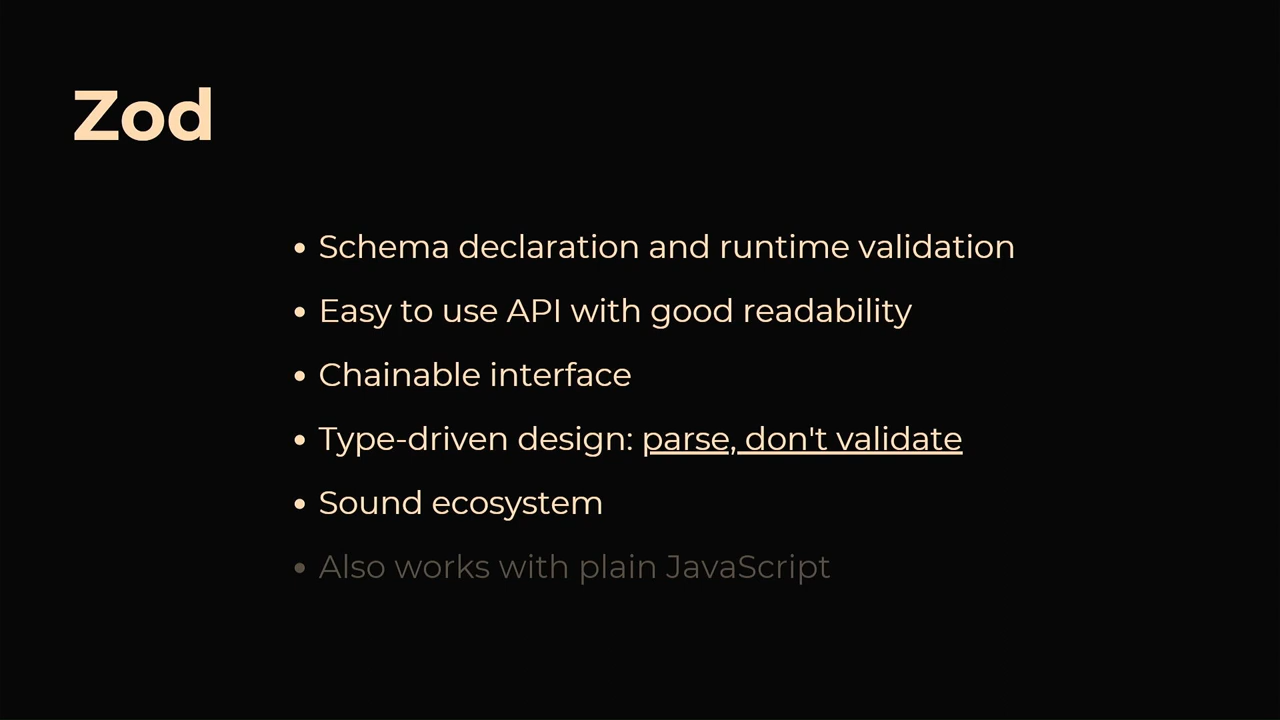 Zod
• Schema declaration and runtime validation
• Easy to use API with good readability
• Chainable interface
• Type-driven design: parse, don't validate
• Sound ecosystem
• Also works with plain JavaScript